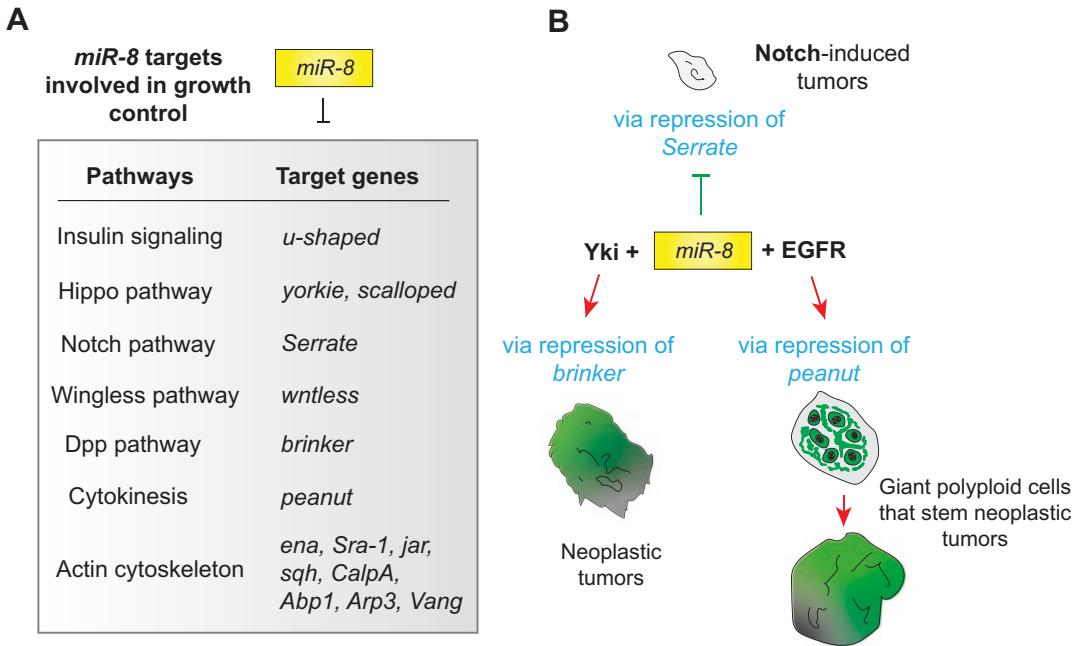 A
miR-8 targets
involved in growth
control
miR-8
Pathways Target genes
Insulin signaling u-shaped
Hippo pathway yorkie, scalloped
Notch pathway Serrate
Wingless pathway wntless
Dpp pathway brinker
Cytokinesis peanut
Actin cytoskeleton ena, Sra-1, jar,
sqh, CalpA,
Abp1, Arp3, Vang
B
Notch-induced
tumors
via repression of
Serrate
Yki + miR-8 + EGFR
via repression of
brinker
Neoplastic
tumors
via repression of
peanut
Giant polyploid cells
that stem neoplastic
tumors